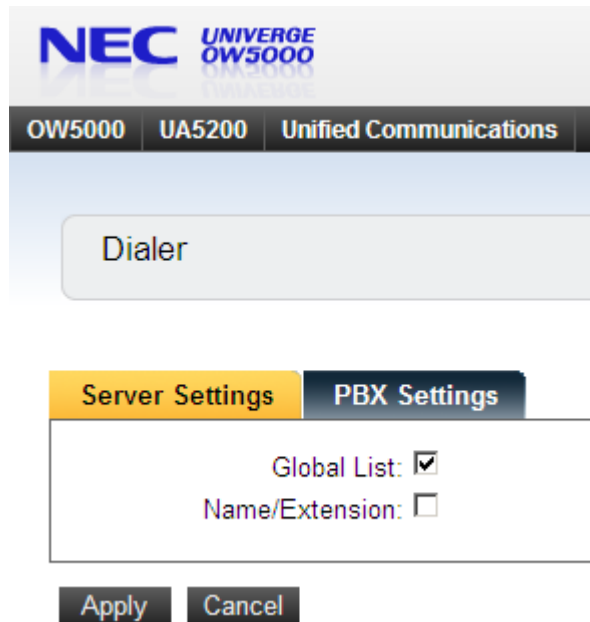 NEC UNIVERGE
OW5000
OW5000 UA5200 Unified Communications
Dialer
Server Settings PBX Settings
Global List:
Name/Extension:
Apply Cancel